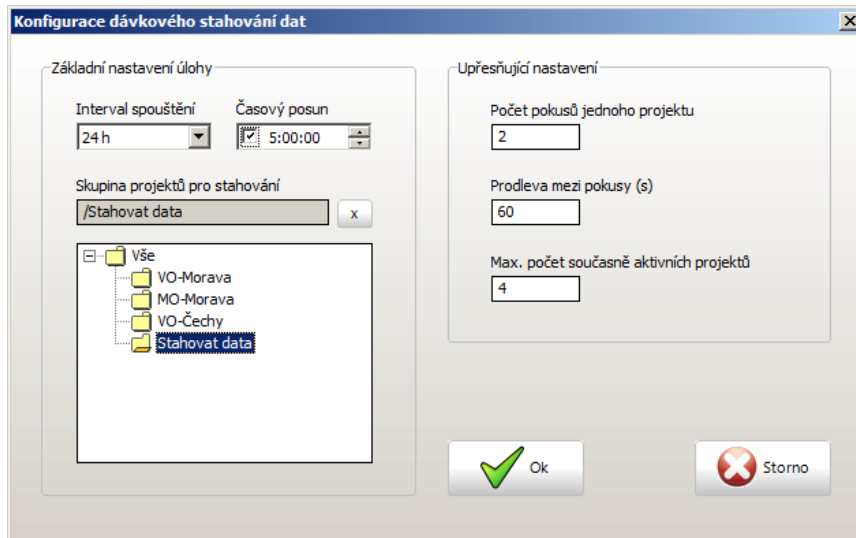 Konfigurace dávkového stahování dat
Základní nastavení úlohy
Interval spouštění
Časový posun
24 h
5:00:00
Skupina projektů pro stahování
/Stahovat data
x
Vše
VO-Morava
MO-Morava
VO-Čechy
Stahovat data
Upřesňující nastavení
Počet pokusů jednoho projektu
2
Prodleva mezi pokusy (s)
60
Max. počet současně aktivních projektů
4
Ok
Storno